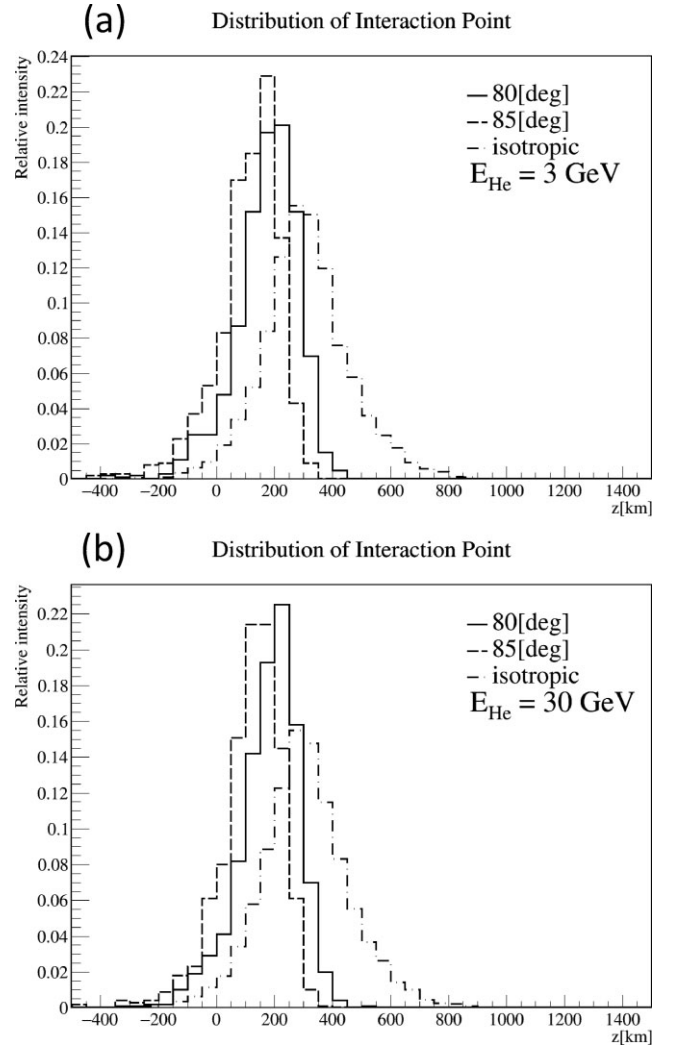 (a) Distribution of Interaction Point
Relative intensity
0.24
0.22
0.2
0.18
0.16
0.14
0.12
0.1
0.08
0.06
0.04
0.02
0
80[deg]
85[deg]
isotropic
E_He = 3 GeV
−400 −200 0 200 400 600 800 1000 1200 1400
z[km]
(b) Distribution of Interaction Point
Relative intensity
0.22
0.2
0.18
0.16
0.14
0.12
0.1
0.08
0.06
0.04
0.02
0
80[deg]
85[deg]
isotropic
E_He = 30 GeV
−400 −200 0 200 400 600 800 1000 1200 1400
z[km]